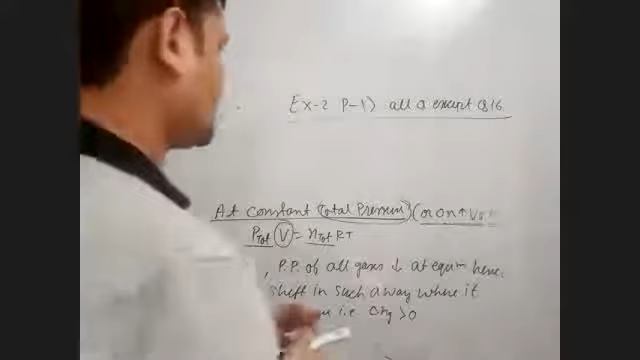 Ex-2 P-1) all Q except Q16
At constant (Total Pressure) (or on ↑ Vol
P_Tot V = n_Tot RT
, P.P. of all gases ↓ at equm hence
sheft in such a way where it
i.e Δng > 0